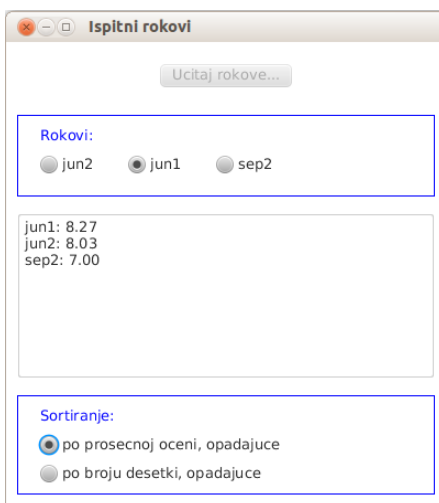 Ispitni rokovi
Ucitaj rokove...
Rokovi:
jun2 jun1 sep2
jun1: 8.27
jun2: 8.03
sep2: 7.00
Sortiranje:
po prosecnoj oceni, opadajuce
po broju desetki, opadajuce